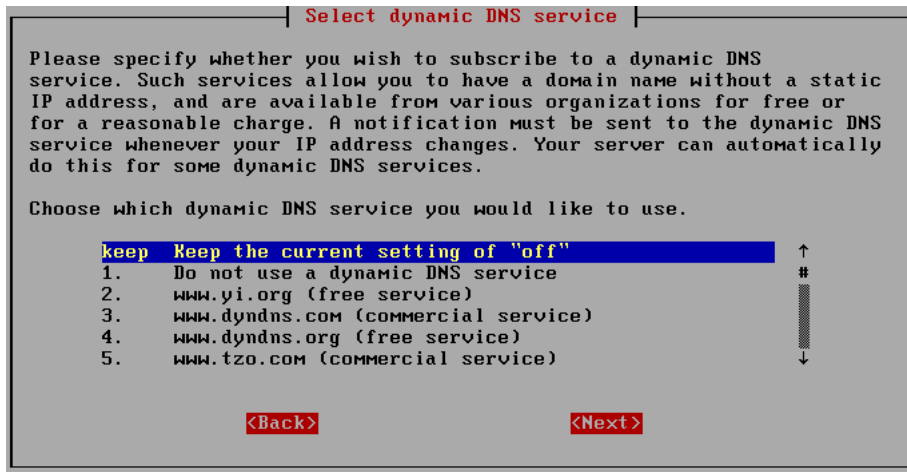 Select dynamic DNS service
Please specify whether you wish to subscribe to a dynamic DNS
service. Such services allow you to have a domain name without a static
IP address, and are available from various organizations for free or
for a reasonable charge. A notification must be sent to the dynamic DNS
service whenever your IP address changes. Your server can automatically
do this for some dynamic DNS services.
Choose which dynamic DNS service you would like to use.
keep Keep the current setting of "off"
1. Do not use a dynamic DNS service
2. www.yi.org (free service)
3. www.dyndns.com (commercial service)
4. www.dyndns.org (free service)
5. www.tzo.com (commercial service)
<Back> <Next>